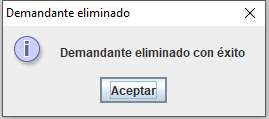 Demandante eliminado
Demandante eliminado con éxito
Aceptar